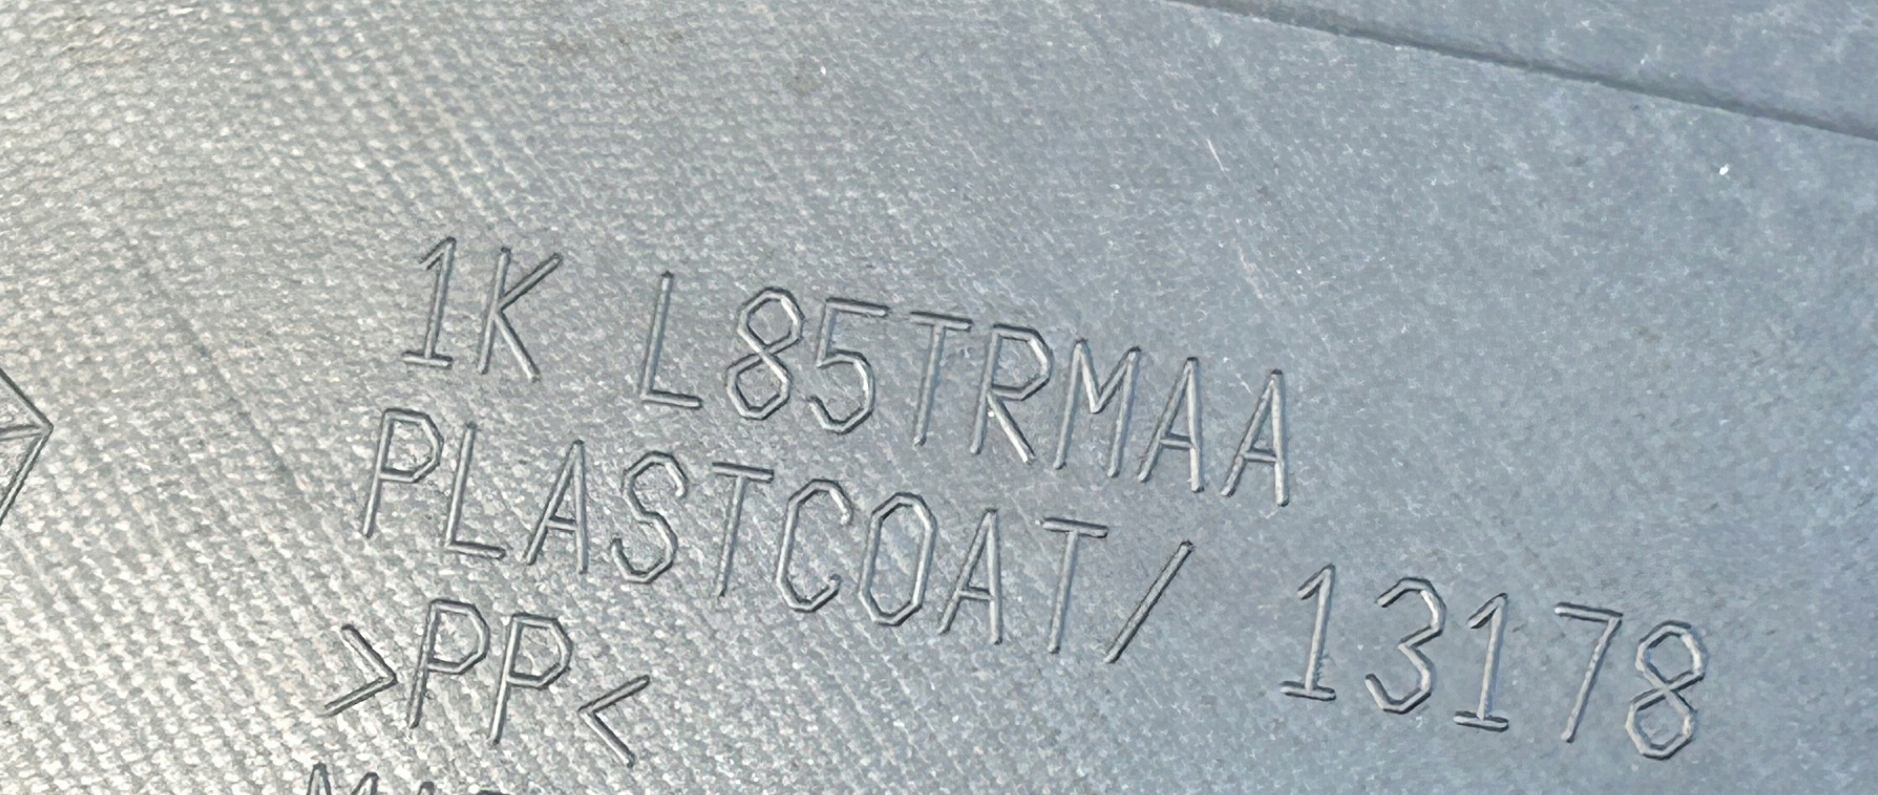 1K L85TRMAA
PLASTCOAT/ 13178
>PP<